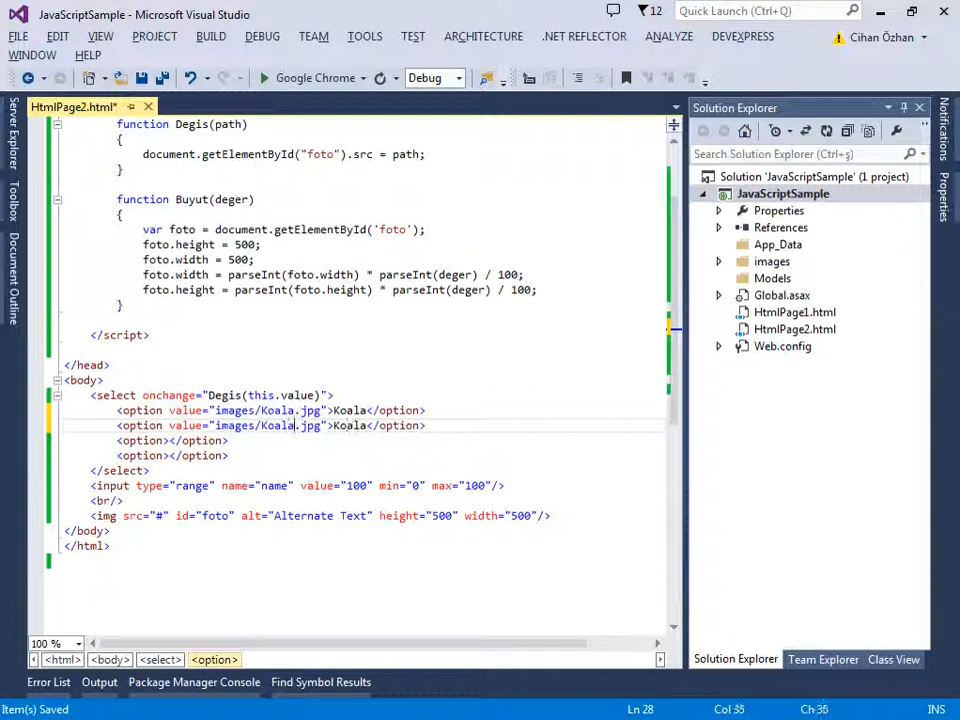 JavaScriptSample - Microsoft Visual Studio
12
Quick Launch (Ctrl+Q)
FILE EDIT VIEW PROJECT BUILD DEBUG TEAM TOOLS TEST ARCHITECTURE .NET REFLECTOR ANALYZE DEVEXPRESS
Cihan Özhan
WINDOW HELP
Google Chrome
Debug
HtmlPage2.html*
Server Explorer
Toolbox
Document Outline
function Degis(path)
{
document.getElementById("foto").src = path;
}
function Buyut(deger)
{
var foto = document.getElementById('foto');
foto.height = 500;
foto.width = 500;
foto.width = parseInt(foto.width) * parseInt(deger) / 100;
foto.height = parseInt(foto.height) * parseInt(deger) / 100;
}
</script>
</head>
<body>
<select onchange="Degis(this.value)">
<option value="images/Koala.jpg">Koala</option>
<option value="images/Koala.jpg">Koala</option>
<option></option>
<option></option>
</select>
<input type="range" name="name" value="100" min="0" max="100"/>
<br/>
<img src="#" id="foto" alt="Alternate Text" height="500" width="500"/>
</body>
</html>
100 %
<html> <body> <select> <option>
Solution Explorer
Search Solution Explorer (Ctrl+ş)
Solution 'JavaScriptSample' (1 project)
JavaScriptSample
Properties
References
App_Data
images
Models
Global.asax
HtmlPage1.html
HtmlPage2.html
Web.config
Solution Explorer Team Explorer Class View
Notifications
Properties
Error List Output Package Manager Console Find Symbol Results
Item(s) Saved
Ln 28
Col
Ch
INS